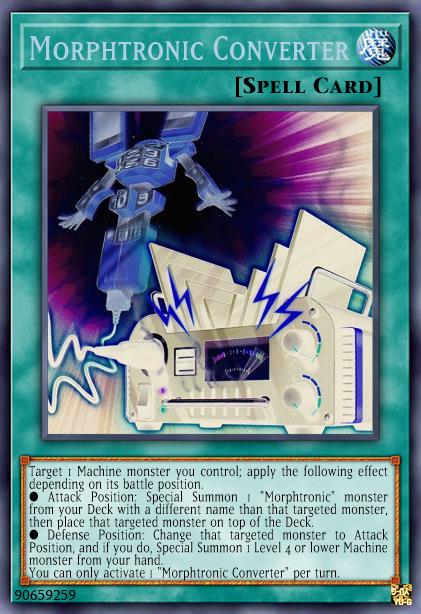 Morphtronic Converter
魔
[Spell Card]
Target 1 Machine monster you control; apply the following effect
depending on its battle position.
● Attack Position: Special Summon 1 "Morphtronic" monster
from your Deck with a different name than that targeted monster,
then place that targeted monster on top of the Deck.
● Defense Position: Change that targeted monster to Attack
Position, and if you do, Special Summon 1 Level 4 or lower Machine
monster from your hand.
You can only activate 1 "Morphtronic Converter" per turn.
90659259